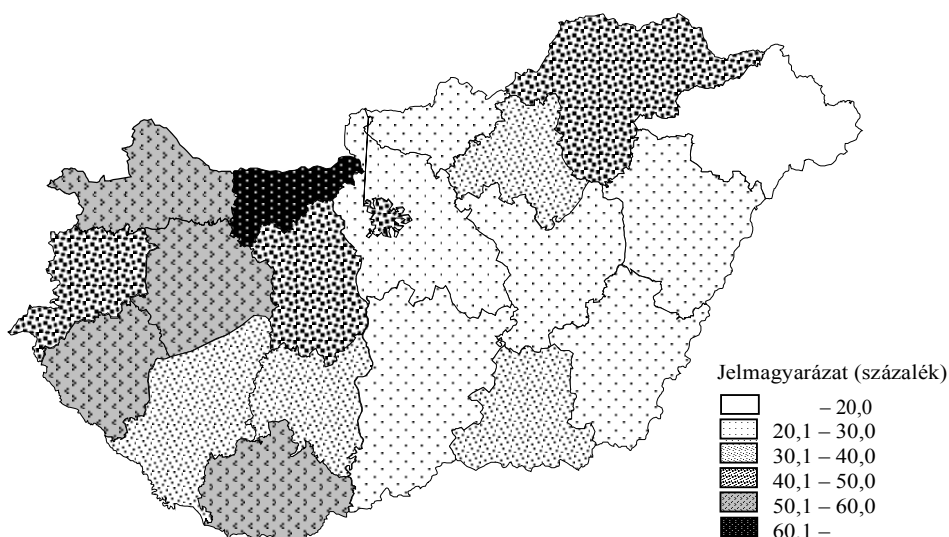 Jelmagyarázat (százalék)
– 20,0
20,1 – 30,0
30,1 – 40,0
40,1 – 50,0
50,1 – 60,0
60,1 –